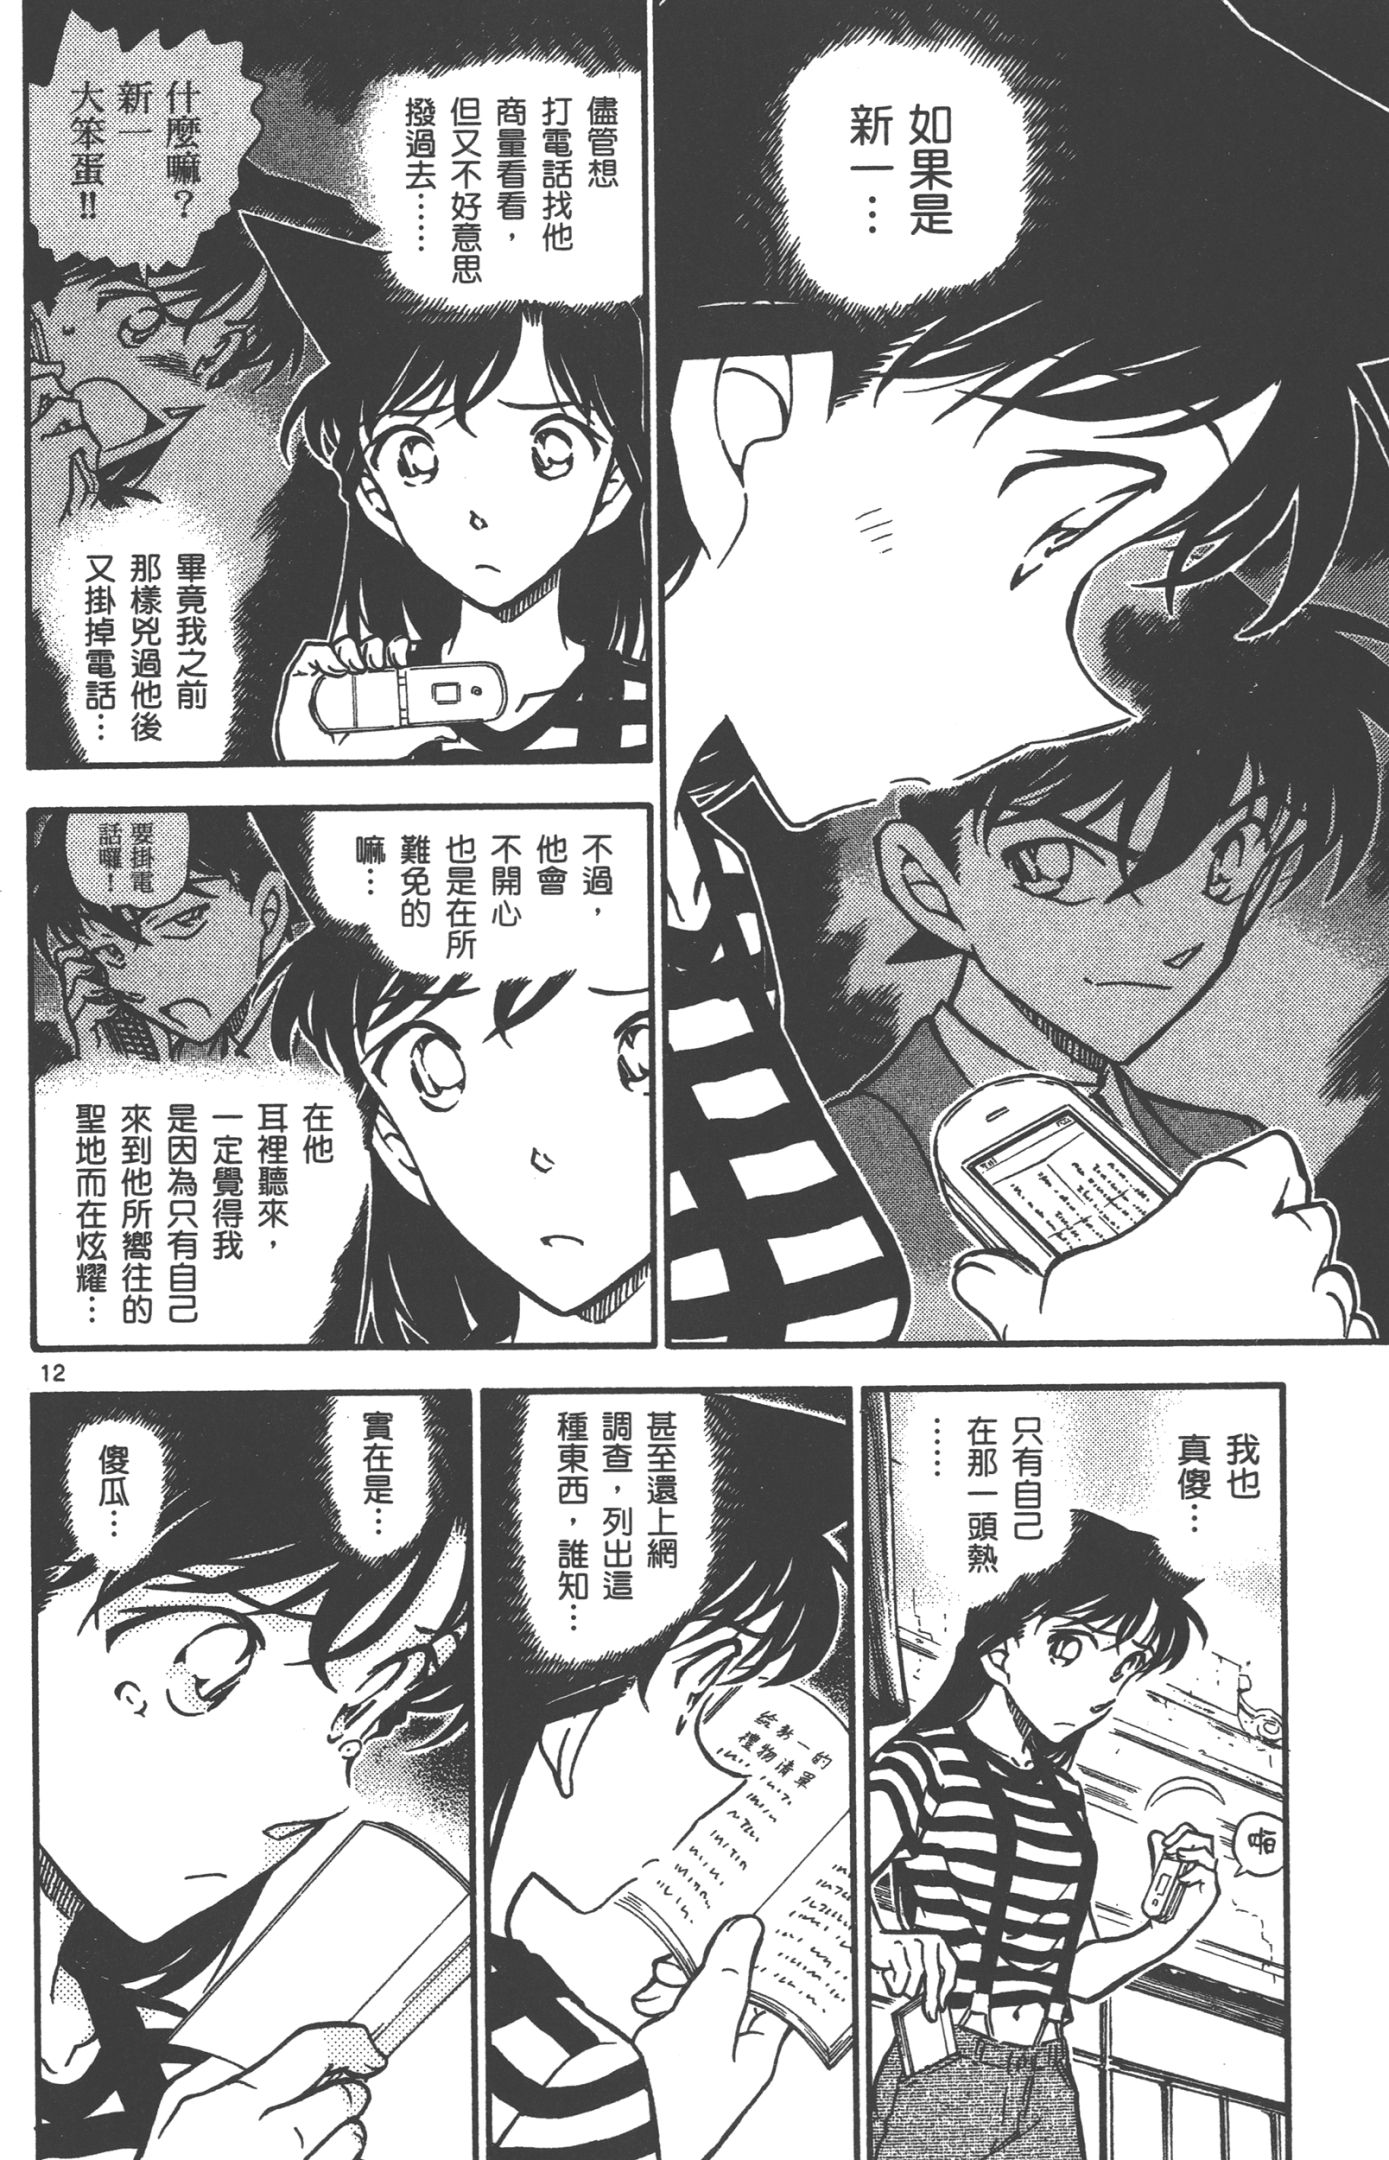 如果是
新一…
儘管想
打電話找他
商量看看，
但又不好意思
撥過去……
什麼嘛？
新一
大笨蛋!!
畢竟我之前
那樣兇過他後
又掛掉電話…
不過，
他會
不開心
也是在所
難免的
嘛…
要掛電
話囉！
在他
耳裡聽來，
一定覺得我
是因為只有自己
來到他所嚮往的
聖地而在炫耀…
12
我也
真傻…
只有自己
在那一頭熱
……
啪
甚至還上網
調查，列出這
種東西，誰知…
給新一的
禮物清單
實在是…
傻瓜…